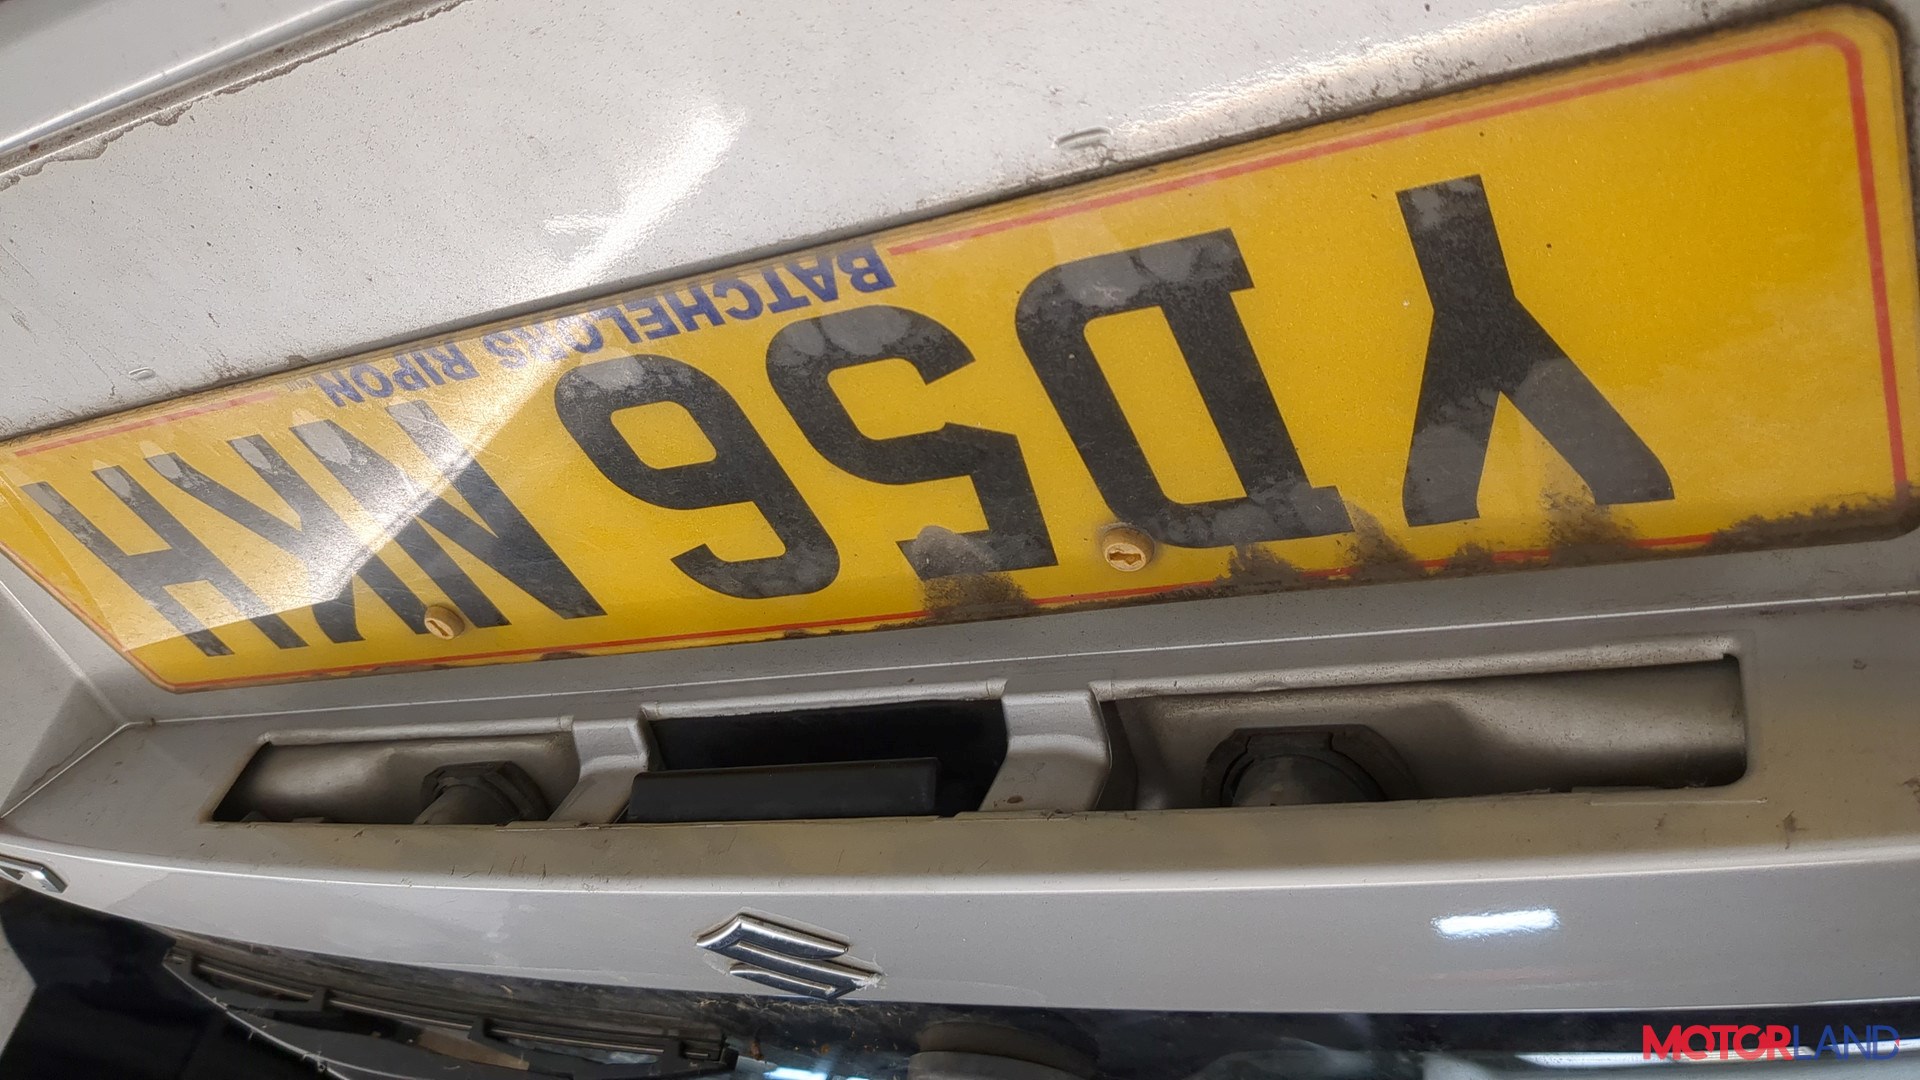 YD56 NKH
BATCHELORS RIPON
MOTORLAND